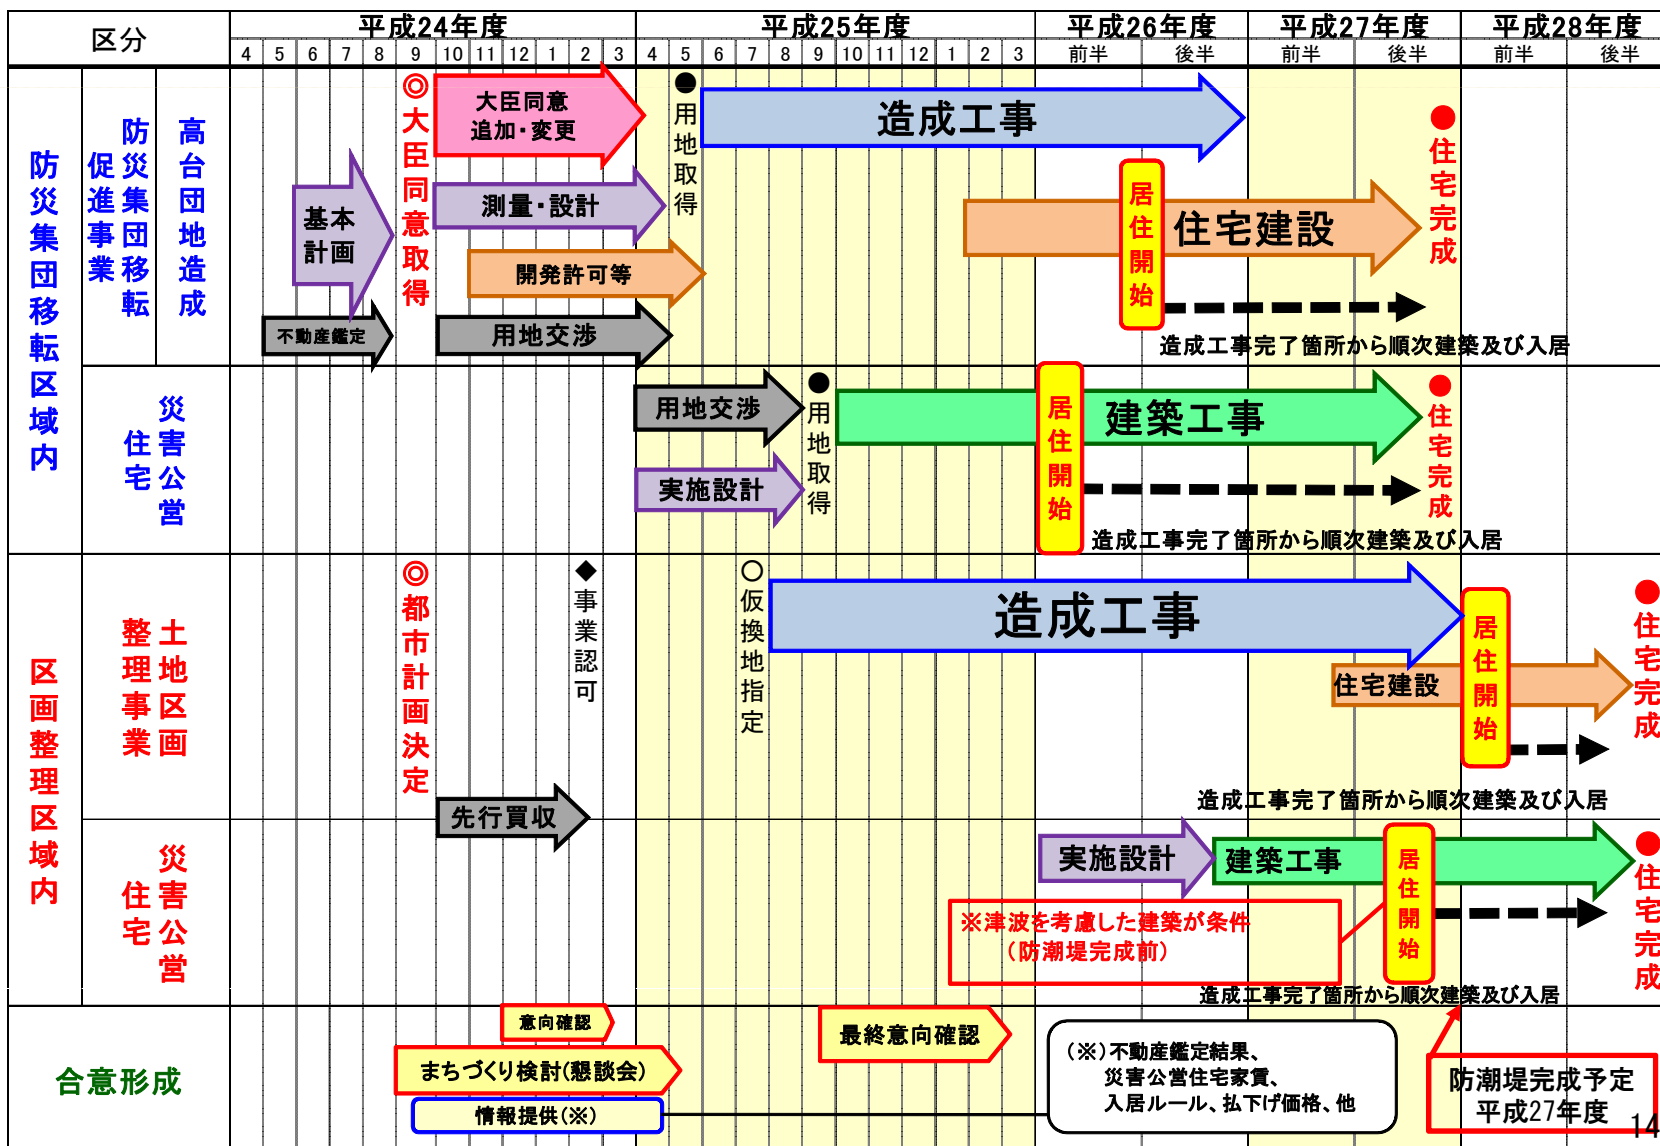 区分
平成24年度
平成25年度
平成26年度
平成27年度
平成28年度
4 5 6 7 8 9 10 11 12 1 2 3 4 5 6 7 8 9 10 11 12 1 2 3 前半 後半 前半 後半 前半 後半
防災集団移転区域内
防災集団移転
促進事業
高台団地造成
基本
計画
不動産鑑定
◎大臣同意取得
大臣同意
追加・変更
測量・設計
開発許可等
用地交渉
●用地取得
造成工事
住宅建設
居住開始
●住宅完成
造成工事完了箇所から順次建築及び入居
災害公営
住宅
用地交渉
実施設計
●用地取得
建築工事
居住開始
●住宅完成
造成工事完了箇所から順次建築及び入居
区画整理区域内
土地区画
整理事業
◎都市計画決定
先行買収
◆事業認可
○仮換地指定
造成工事
住宅建設
居住開始
●住宅完成
造成工事完了箇所から順次建築及び入居
災害公営
住宅
実施設計
建築工事
居住開始
●住宅完成
※津波を考慮した建築が条件
(防潮堤完成前)
造成工事完了箇所から順次建築及び入居
合意形成
意向確認
まちづくり検討(懇談会)
情報提供(※)
最終意向確認
(※)不動産鑑定結果、
災害公営住宅家賃、
入居ルール、払下げ価格、他
防潮堤完成予定
平成27年度
14